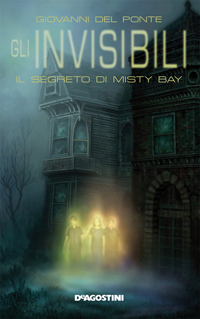 GIOVANNI DEL PONTE
GLI INVISIBILI
IL SEGRETO DI MISTY BAY
DEAGOSTINI